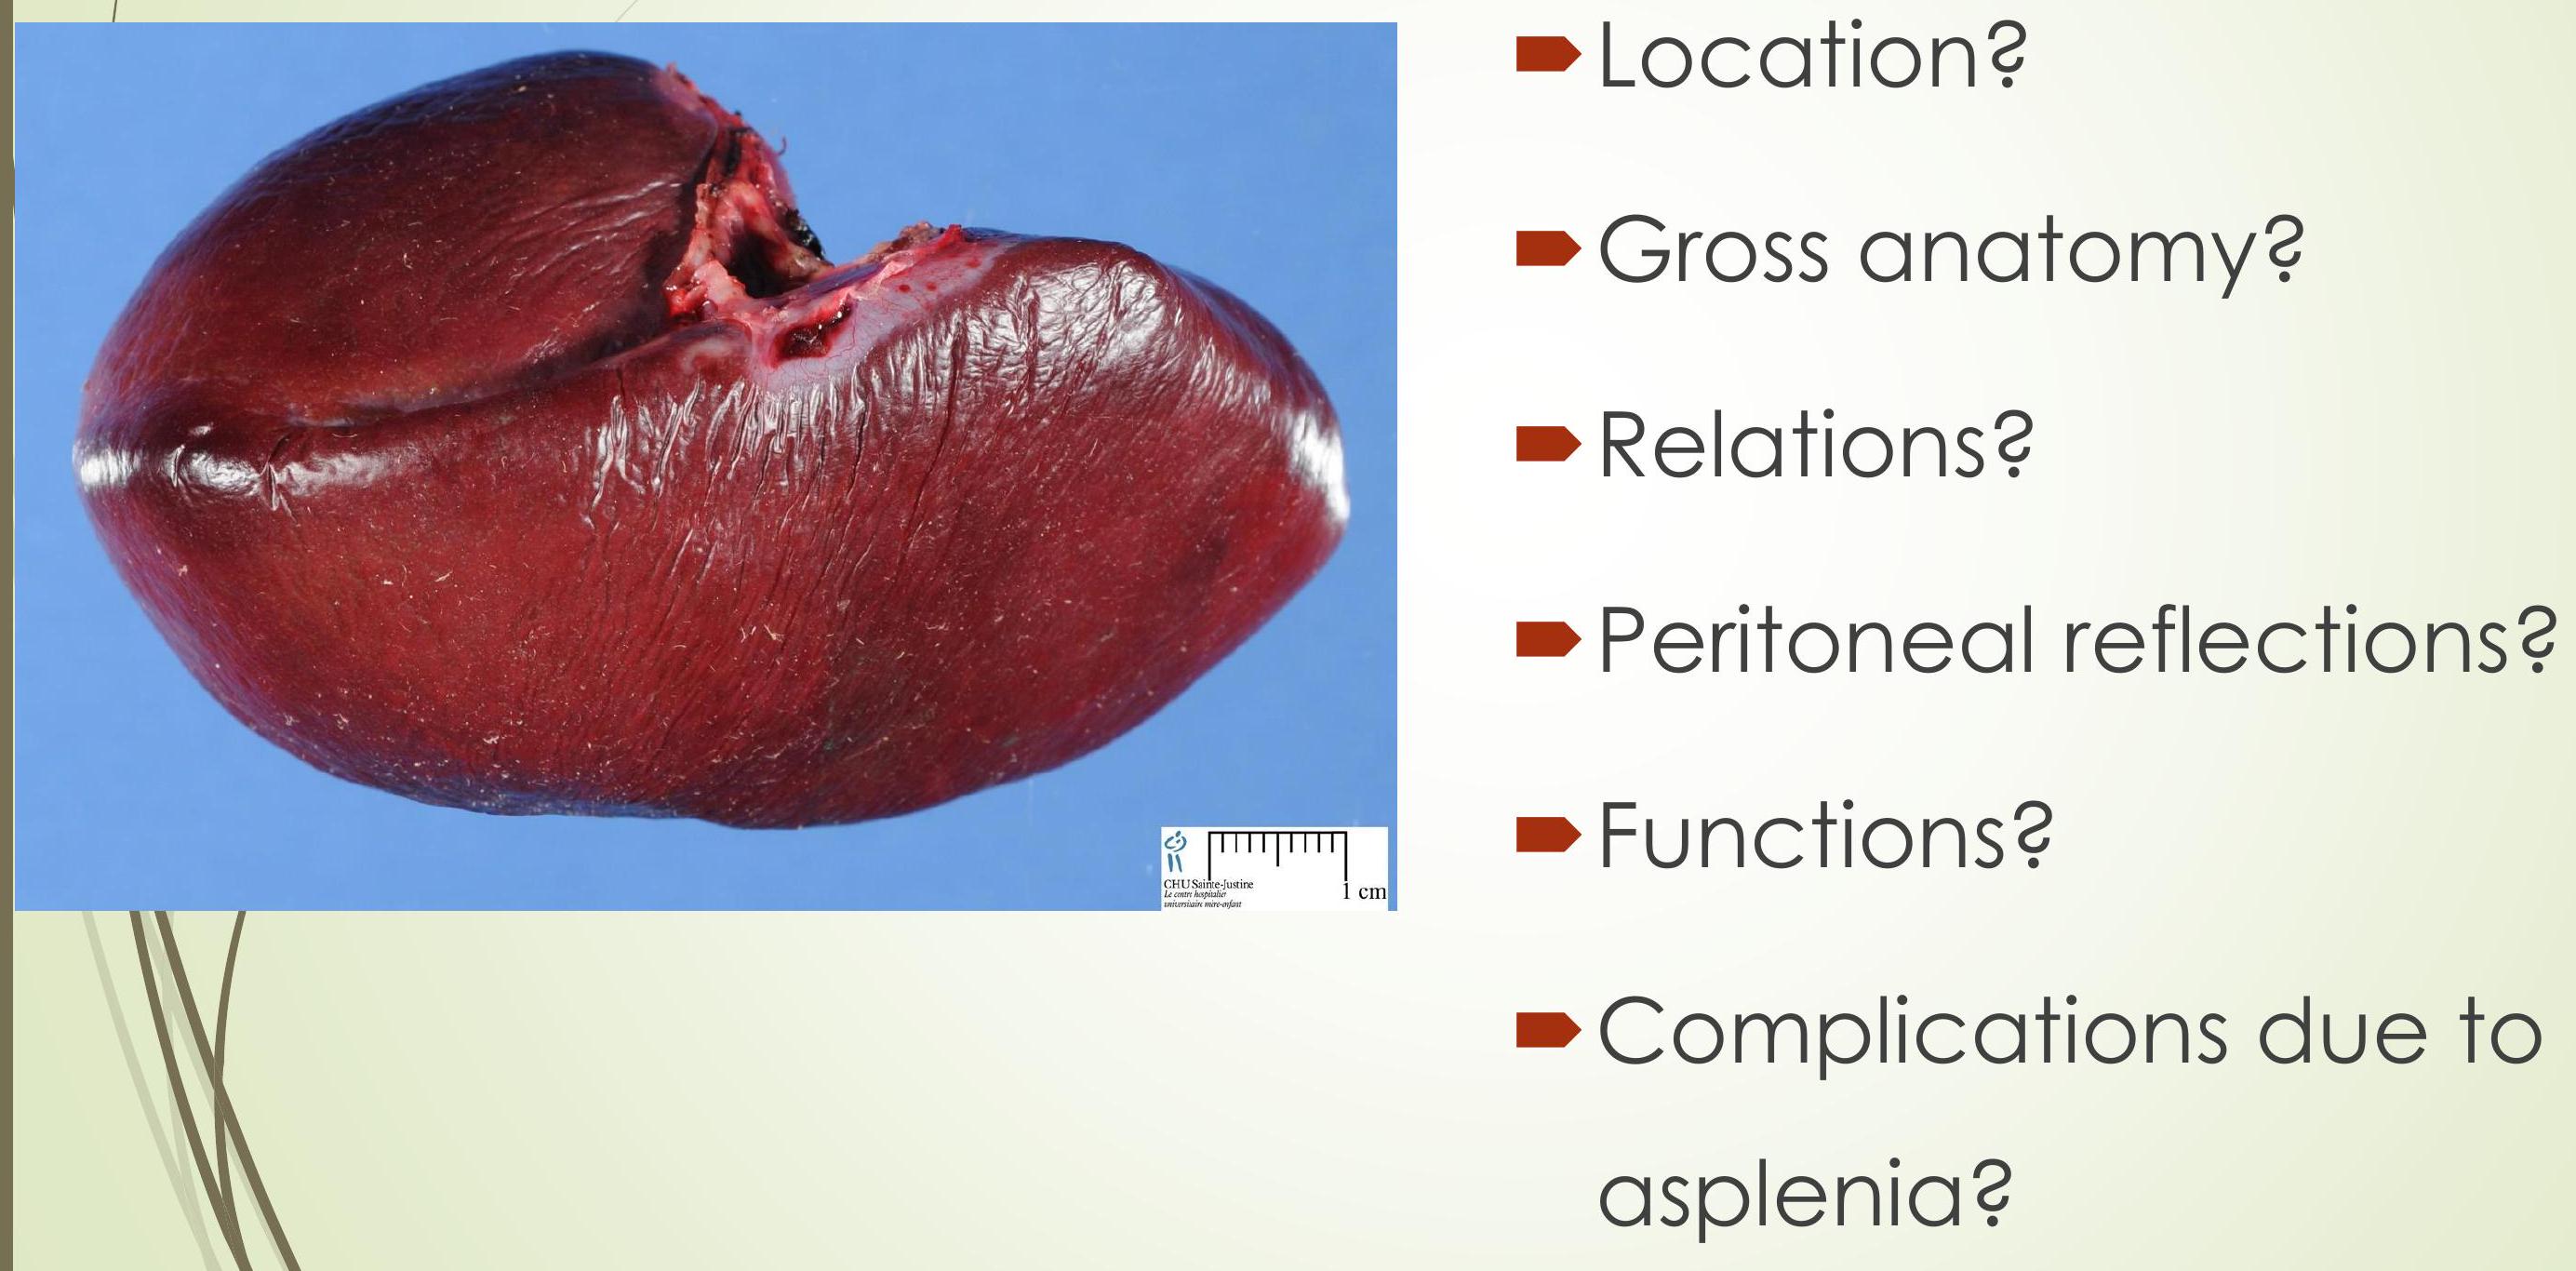 Location?
Gross anatomy?
Relations?
Peritoneal reflections?
Functions?
Complications due to
asplenia?
CHU Sainte-Justine
Le centre hospitalier
universitaire mère-enfant
1 cm